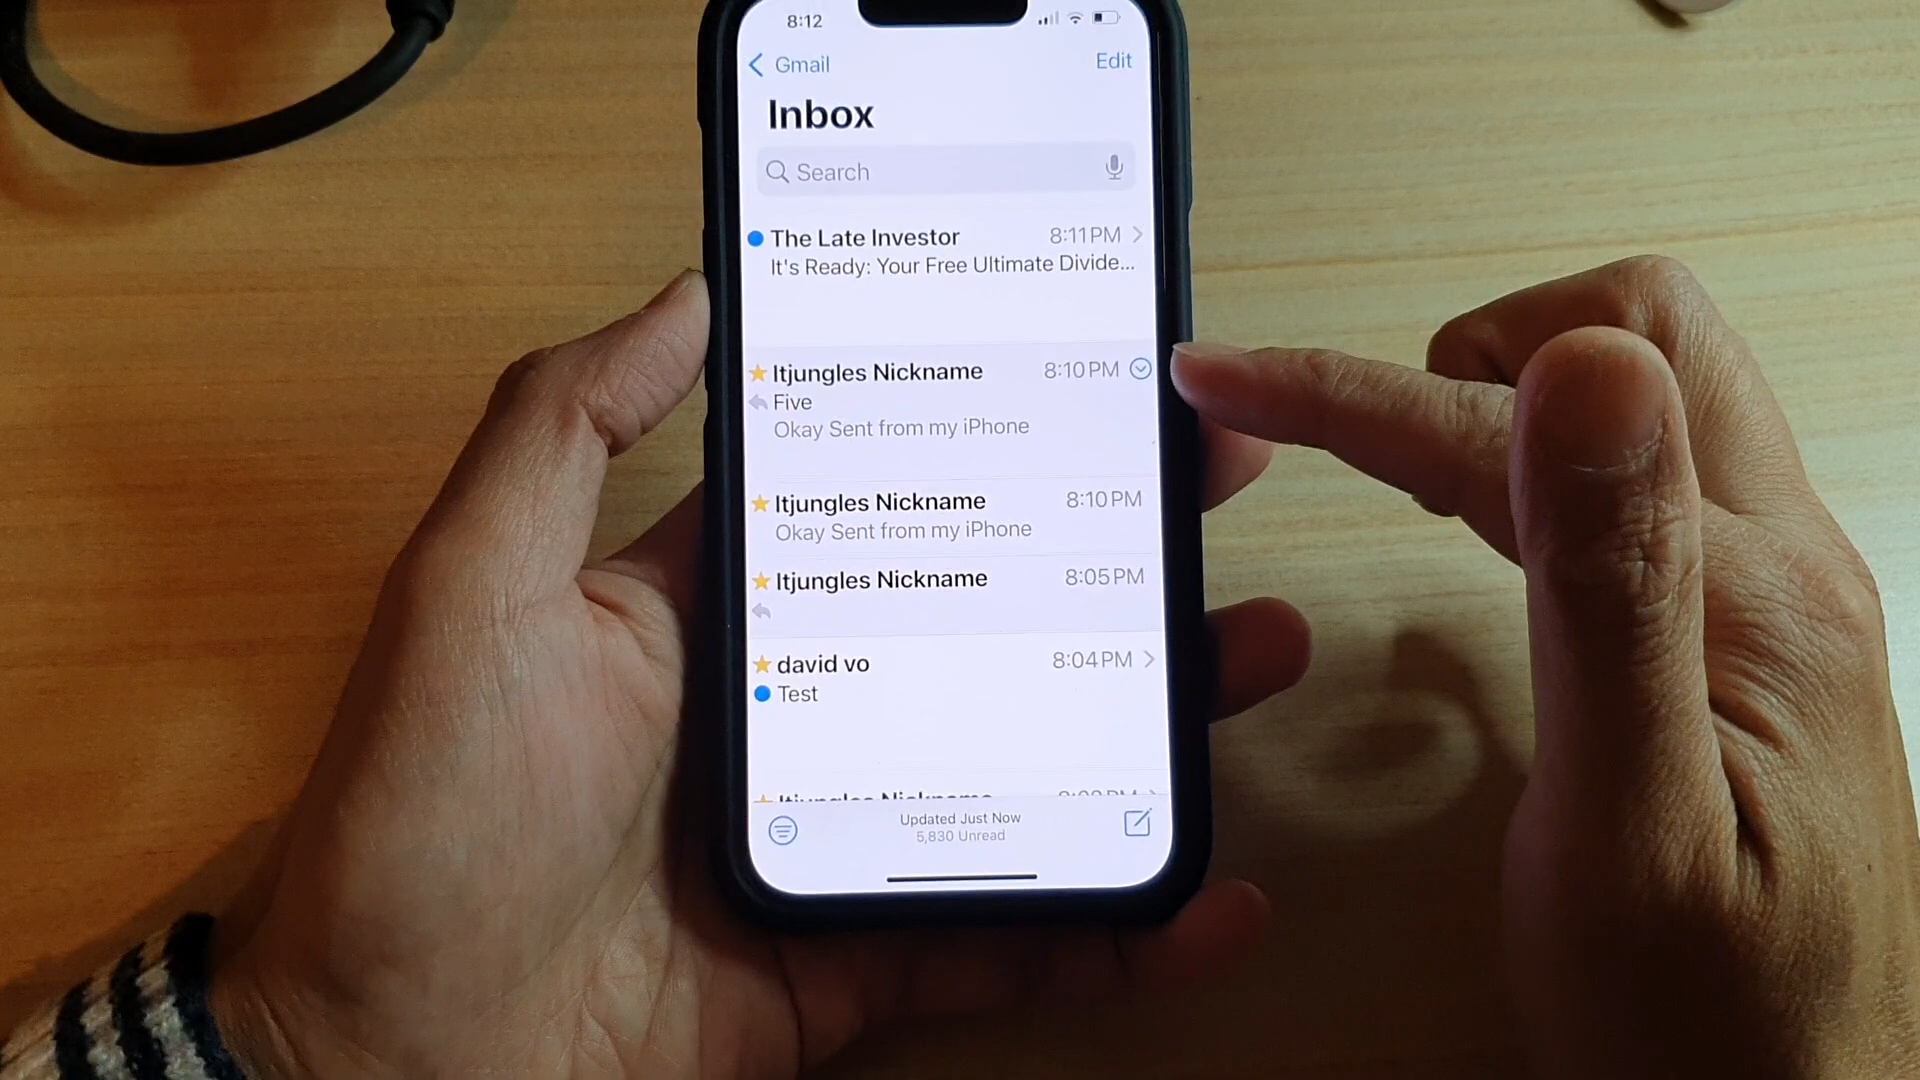 8:12
Gmail
Edit
Inbox
Search
The Late Investor 8:11 PM
It's Ready: Your Free Ultimate Divide...
Itjungles Nickname 8:10 PM
Five
Okay Sent from my iPhone
Itjungles Nickname 8:10 PM
Okay Sent from my iPhone
Itjungles Nickname 8:05 PM
david vo 8:04 PM
Test
Itjungles Nickname
Updated Just Now
5,830 Unread